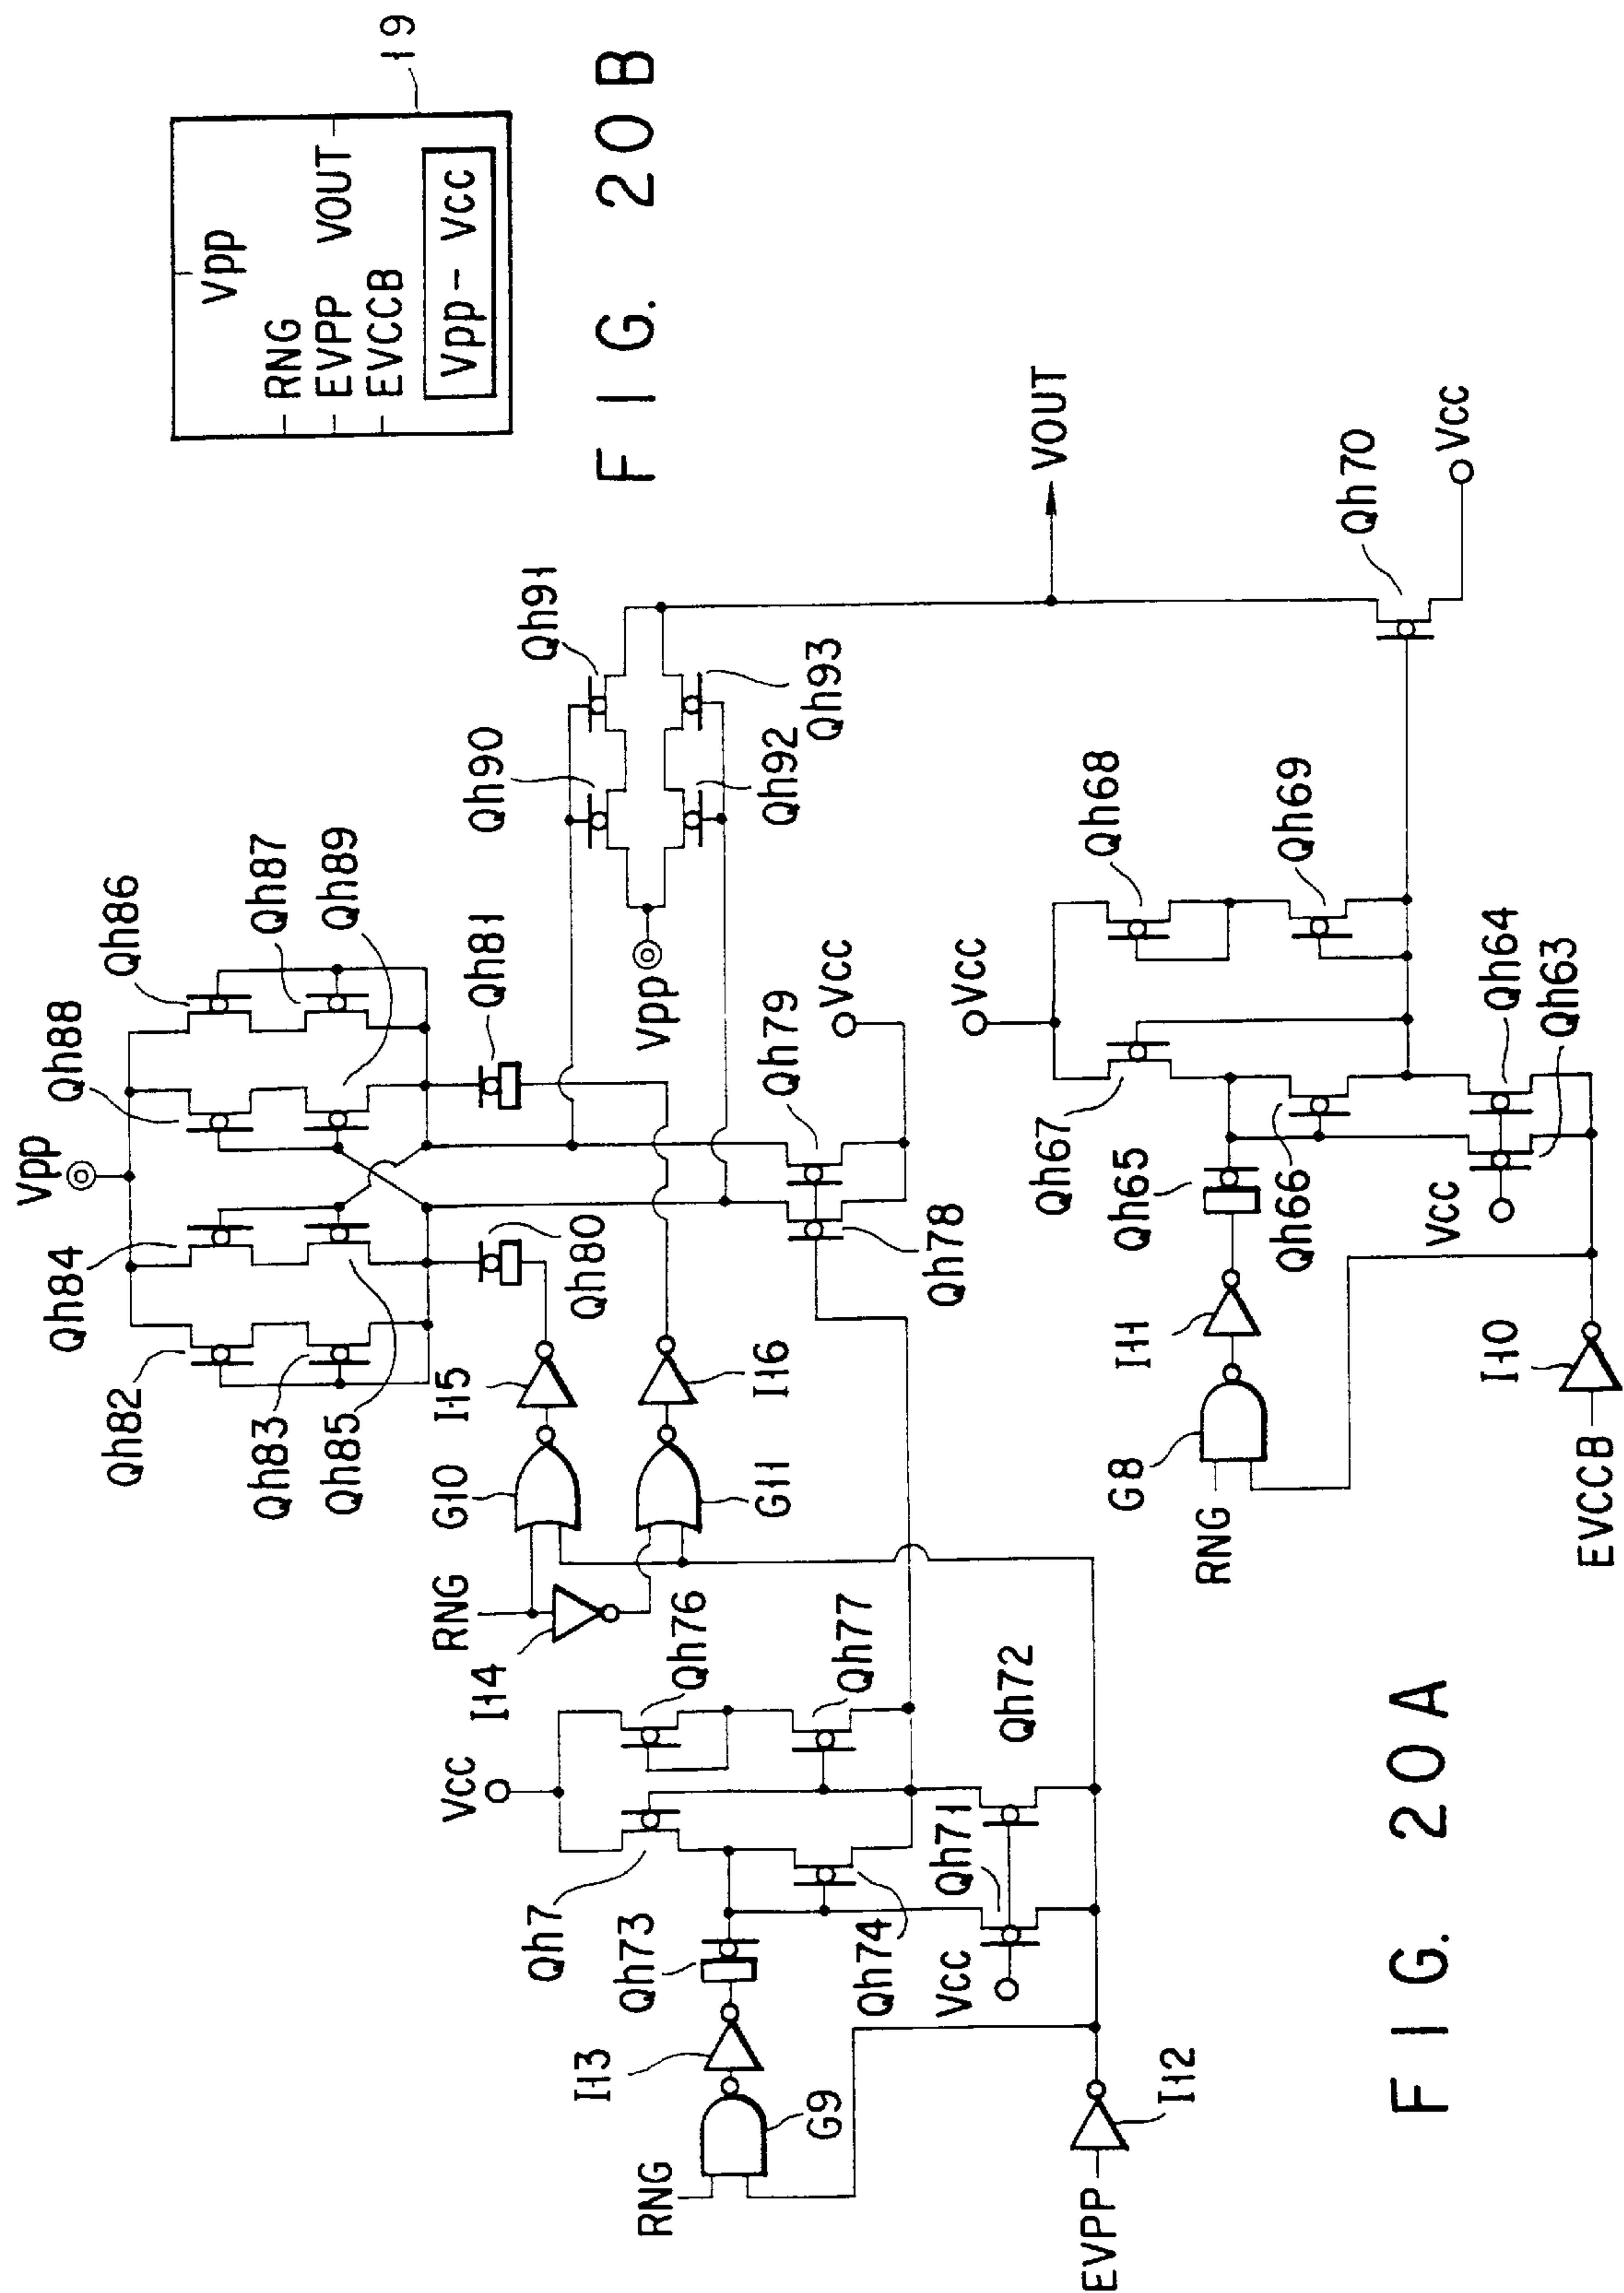 Vpp
RNG
EVPP VOUT
EVCCB
Vpp- Vcc
19
FIG. 20B
Vpp
Qh82
Qh83
Qh85
Qh84
Qh88
Qh86
Qh87
Qh89
Qh81
Qh80
I15
I16
G10
G11
RNG
I14
Qh90
Qh91
Qh92
Qh93
Vpp
VOUT
Qh79
Vcc
Qh78
Vcc
Qh76
Qh77
Qh7
Qh73
Qh74
Qh71
Qh72
Vcc
I13
G9
RNG
EVPP
I12
Vcc
Qh68
Qh69
Qh67
Qh65
Qh66
Qh64
Qh63
Vcc
I11
G8
RNG
I10
EVCCB
Qh70
Vcc
FIG. 20A